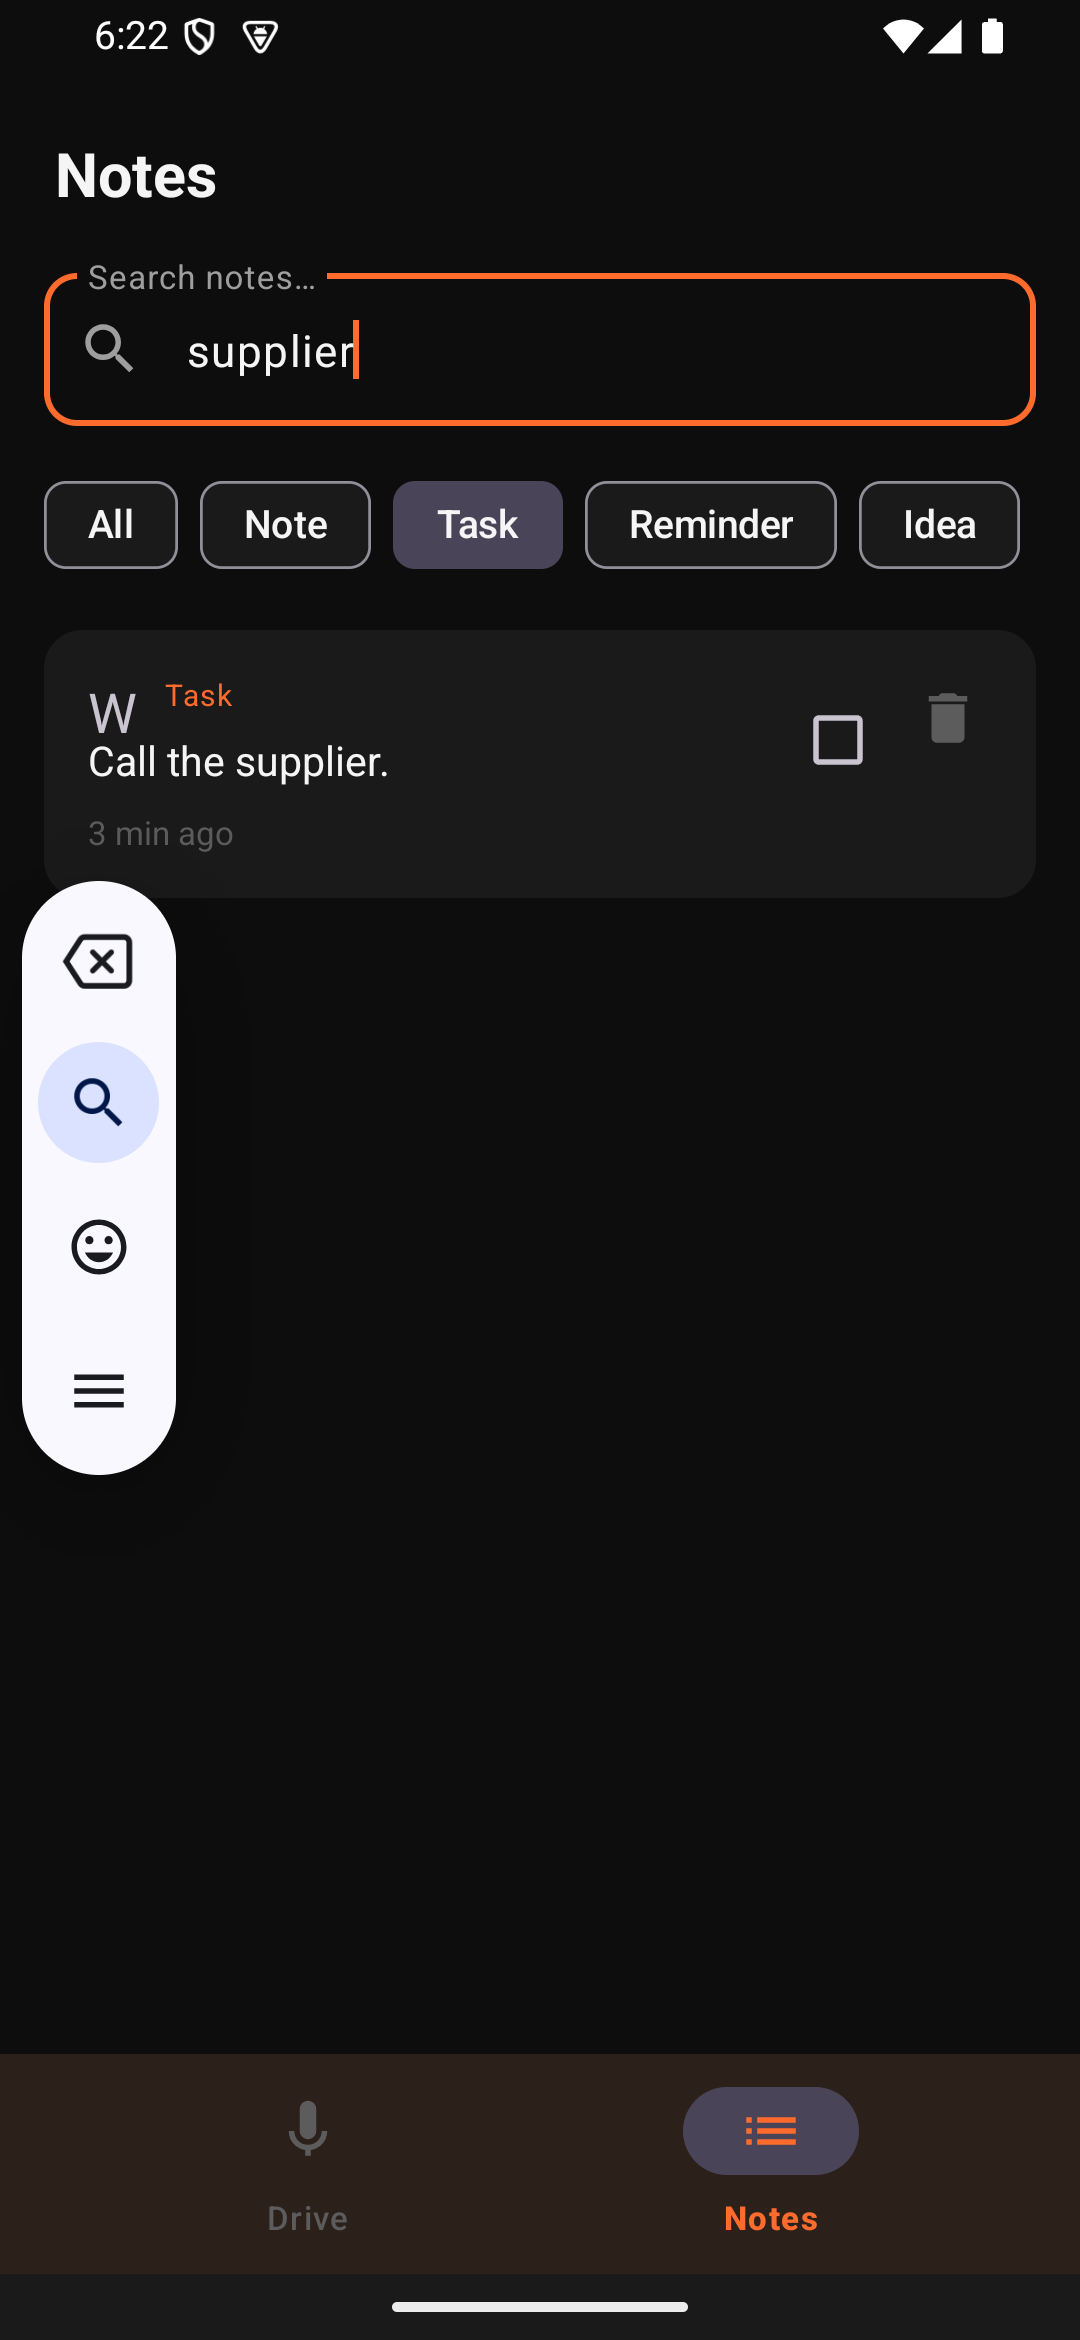 6:22
Notes
Search notes...
supplier
All Note Task Reminder Idea
W Task
Call the supplier.
3 min ago
Drive Notes